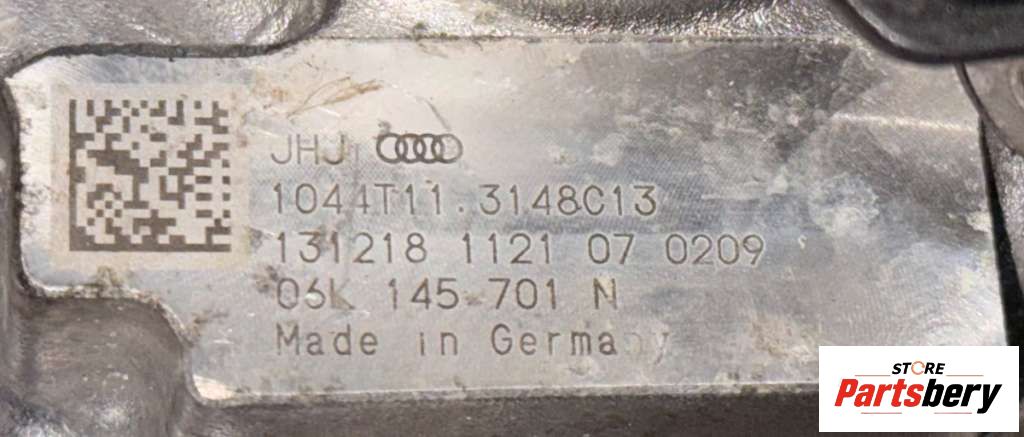 JHJ
1044T11.3148C13
131218 1121 07 0209
06K 145 701 N
Made in Germany
STORE
Partsbery